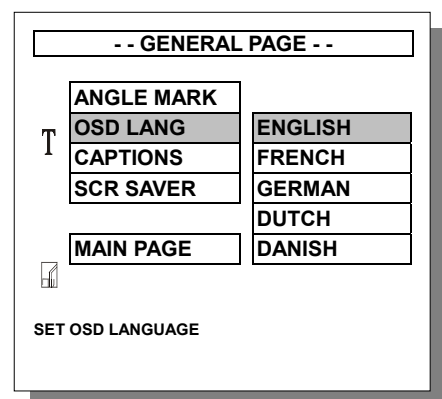 - - GENERAL PAGE - -
ANGLE MARK
T OSD LANG ENGLISH
CAPTIONS FRENCH
SCR SAVER GERMAN
DUTCH
MAIN PAGE DANISH
SET OSD LANGUAGE